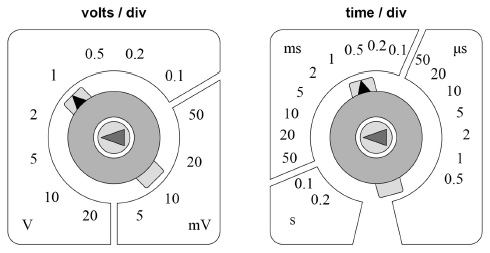 volts / div
0.5 0.2
1 0.1
2 50
5 20
10 10
20 5
V mV
time / div
ms 0.5 0.2 0.1 50 µs
1 20
2 10
5 5
10 2
20 1
50 0.5
0.1
0.2
s